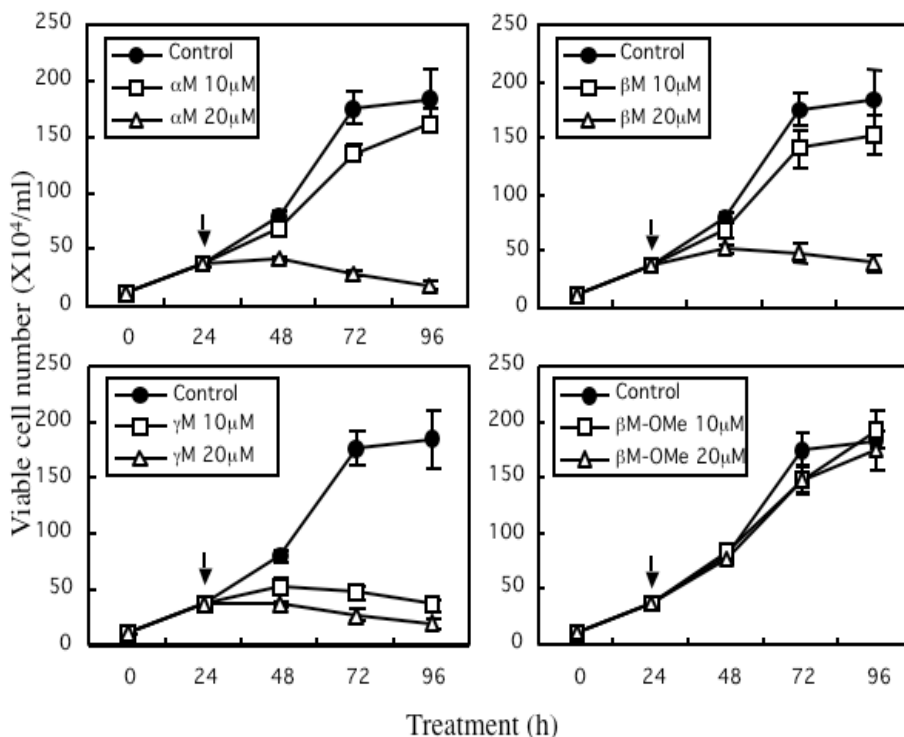 Viable cell number (X10⁴/ml)
250
200
150
100
50
0
Control
αM 10μM
αM 20μM
0 24 48 72 96
250
200
150
100
50
0
Control
βM 10μM
βM 20μM
0 24 48 72 96
250
200
150
100
50
0
Control
γM 10μM
γM 20μM
0 24 48 72 96
250
200
150
100
50
0
Control
βM-OMe 10μM
βM-OMe 20μM
0 24 48 72 96
Treatment (h)